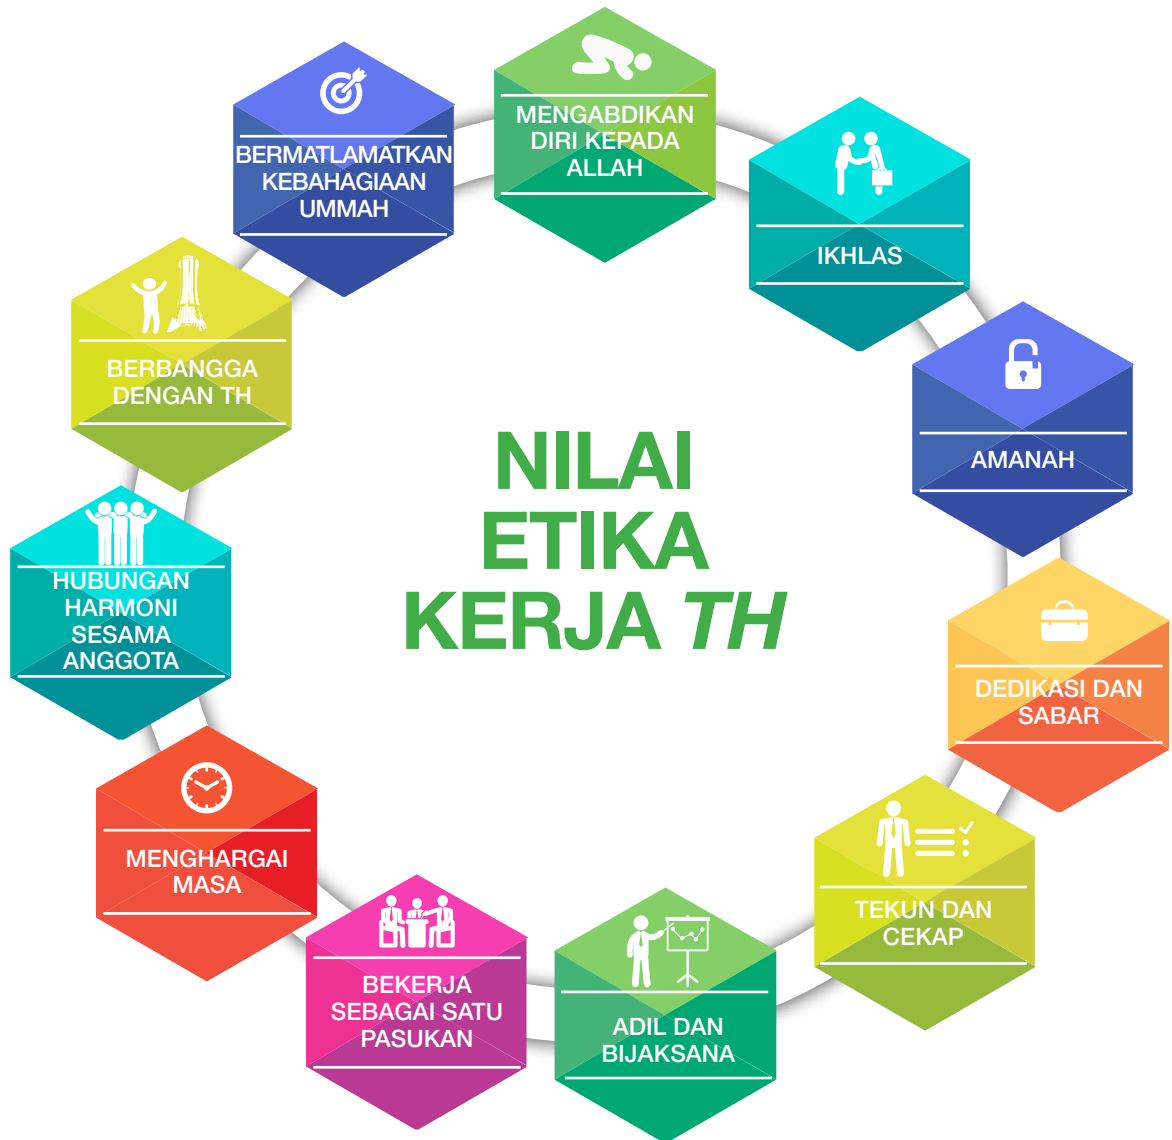 NILAI
ETIKA
KERJA TH
MENGABDIKAN
DIRI KEPADA
ALLAH
IKHLAS
AMANAH
DEDIKASI DAN
SABAR
TEKUN DAN
CEKAP
ADIL DAN
BIJAKSANA
BEKERJA
SEBAGAI SATU
PASUKAN
MENGHARGAI
MASA
HUBUNGAN
HARMONI
SESAMA
ANGGOTA
BERBANGGA
DENGAN TH
BERMATLAMATKAN
KEBAHAGIAAN
UMMAH